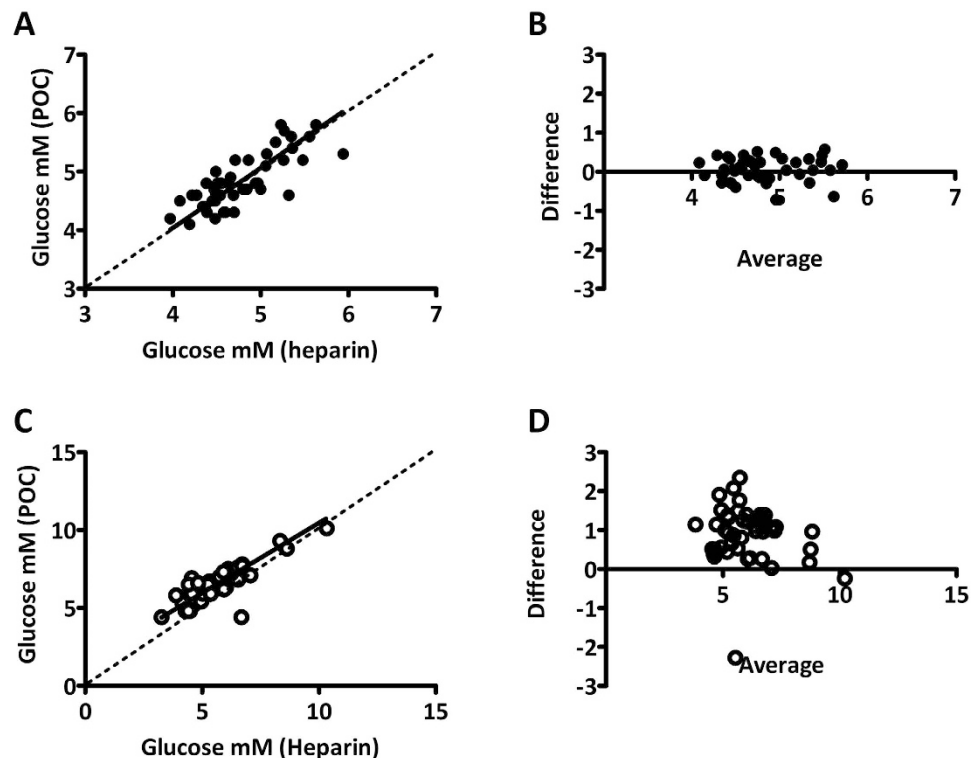 A
Glucose mM (POC)
7
6
5
4
3
3 4 5 6 7
Glucose mM (heparin)
B
Difference
3
2
1
0
-1
-2
-3
4 5 6 7
Average
C
Glucose mM (POC)
15
10
5
0
0 5 10 15
Glucose mM (Heparin)
D
Difference
3
2
1
0
-1
-2
-3
5 10 15
Average